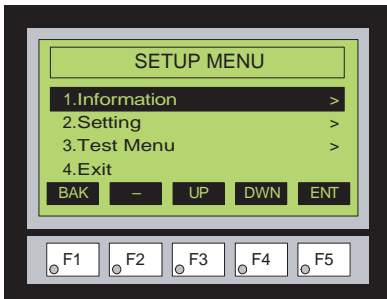 SETUP MENU
1.Information >
2.Setting >
3.Test Menu >
4.Exit
BAK – UP DWN ENT
F1 F2 F3 F4 F5